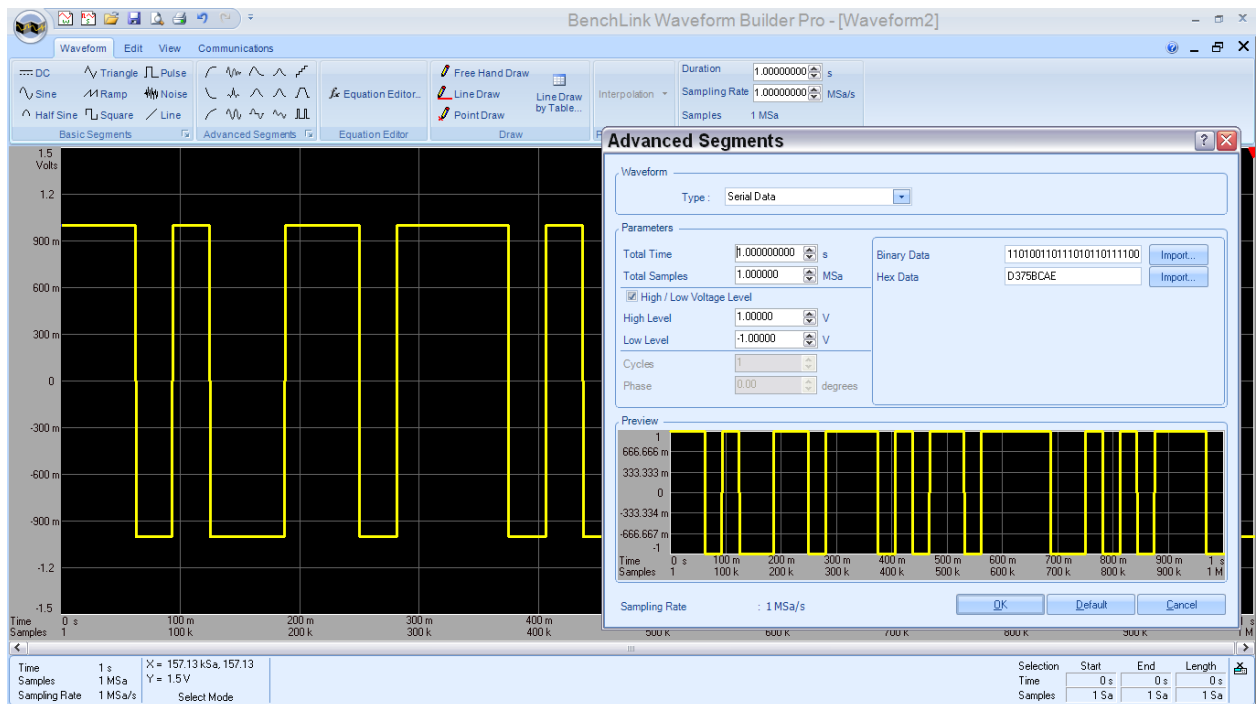 BenchLink Waveform Builder Pro - [Waveform2]
Waveform Edit View Communications
DC Triangle Pulse
Sine Ramp Noise
Half Sine Square Line
Basic Segments
Advanced Segments
fx Equation Editor...
Equation Editor
Free Hand Draw
Line Draw
Point Draw
Line Draw by Table...
Draw
Interpolation
Duration 1.00000000 s
Sampling Rate 1.00000000 MSa/s
Samples 1 MSa
1.5
Volts
1.2
900 m
600 m
300 m
0
-300 m
-600 m
-900 m
-1.2
-1.5
Time 0 s 100 m 200 m 300 m 400 m
Samples 1 100 k 200 k 300 k 400 k 500 k 600 k 700 k 800 k 900 k 1 M
Advanced Segments
Waveform
Type : Serial Data
Parameters
Total Time 1.000000000 s
Total Samples 1.000000 MSa
High / Low Voltage Level
High Level 1.00000 V
Low Level -1.00000 V
Cycles 1
Phase 0.00 degrees
Binary Data 1101001101110101101111100 Import...
Hex Data D375BCAE Import...
Preview
1
666.666 m
333.333 m
0
-333.334 m
-666.667 m
-1
Time 0 s 100 m 200 m 300 m 400 m 500 m 600 m 700 m 800 m 900 m 1 s
Samples 1 100 k 200 k 300 k 400 k 500 k 600 k 700 k 800 k 900 k 1 M
Sampling Rate : 1 MSa/s
OK Default Cancel
Time 1 s
Samples 1 MSa
Sampling Rate 1 MSa/s
X = 157.13 kSa, 157.13
Y = 1.5 V
Select Mode
Selection Start End Length
Time 0 s 0 s 0 s
Samples 1 Sa 1 Sa 1 Sa